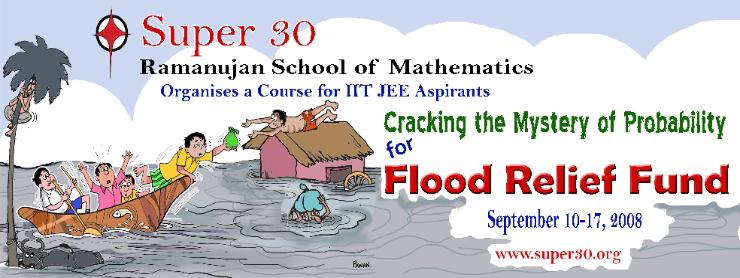 Super 30
Ramanujan School of Mathematics
Organises a Course for IIT JEE Aspirants
Cracking the Mystery of Probability
for
Flood Relief Fund
September 10-17, 2008
www.super30.org
PAWAN.